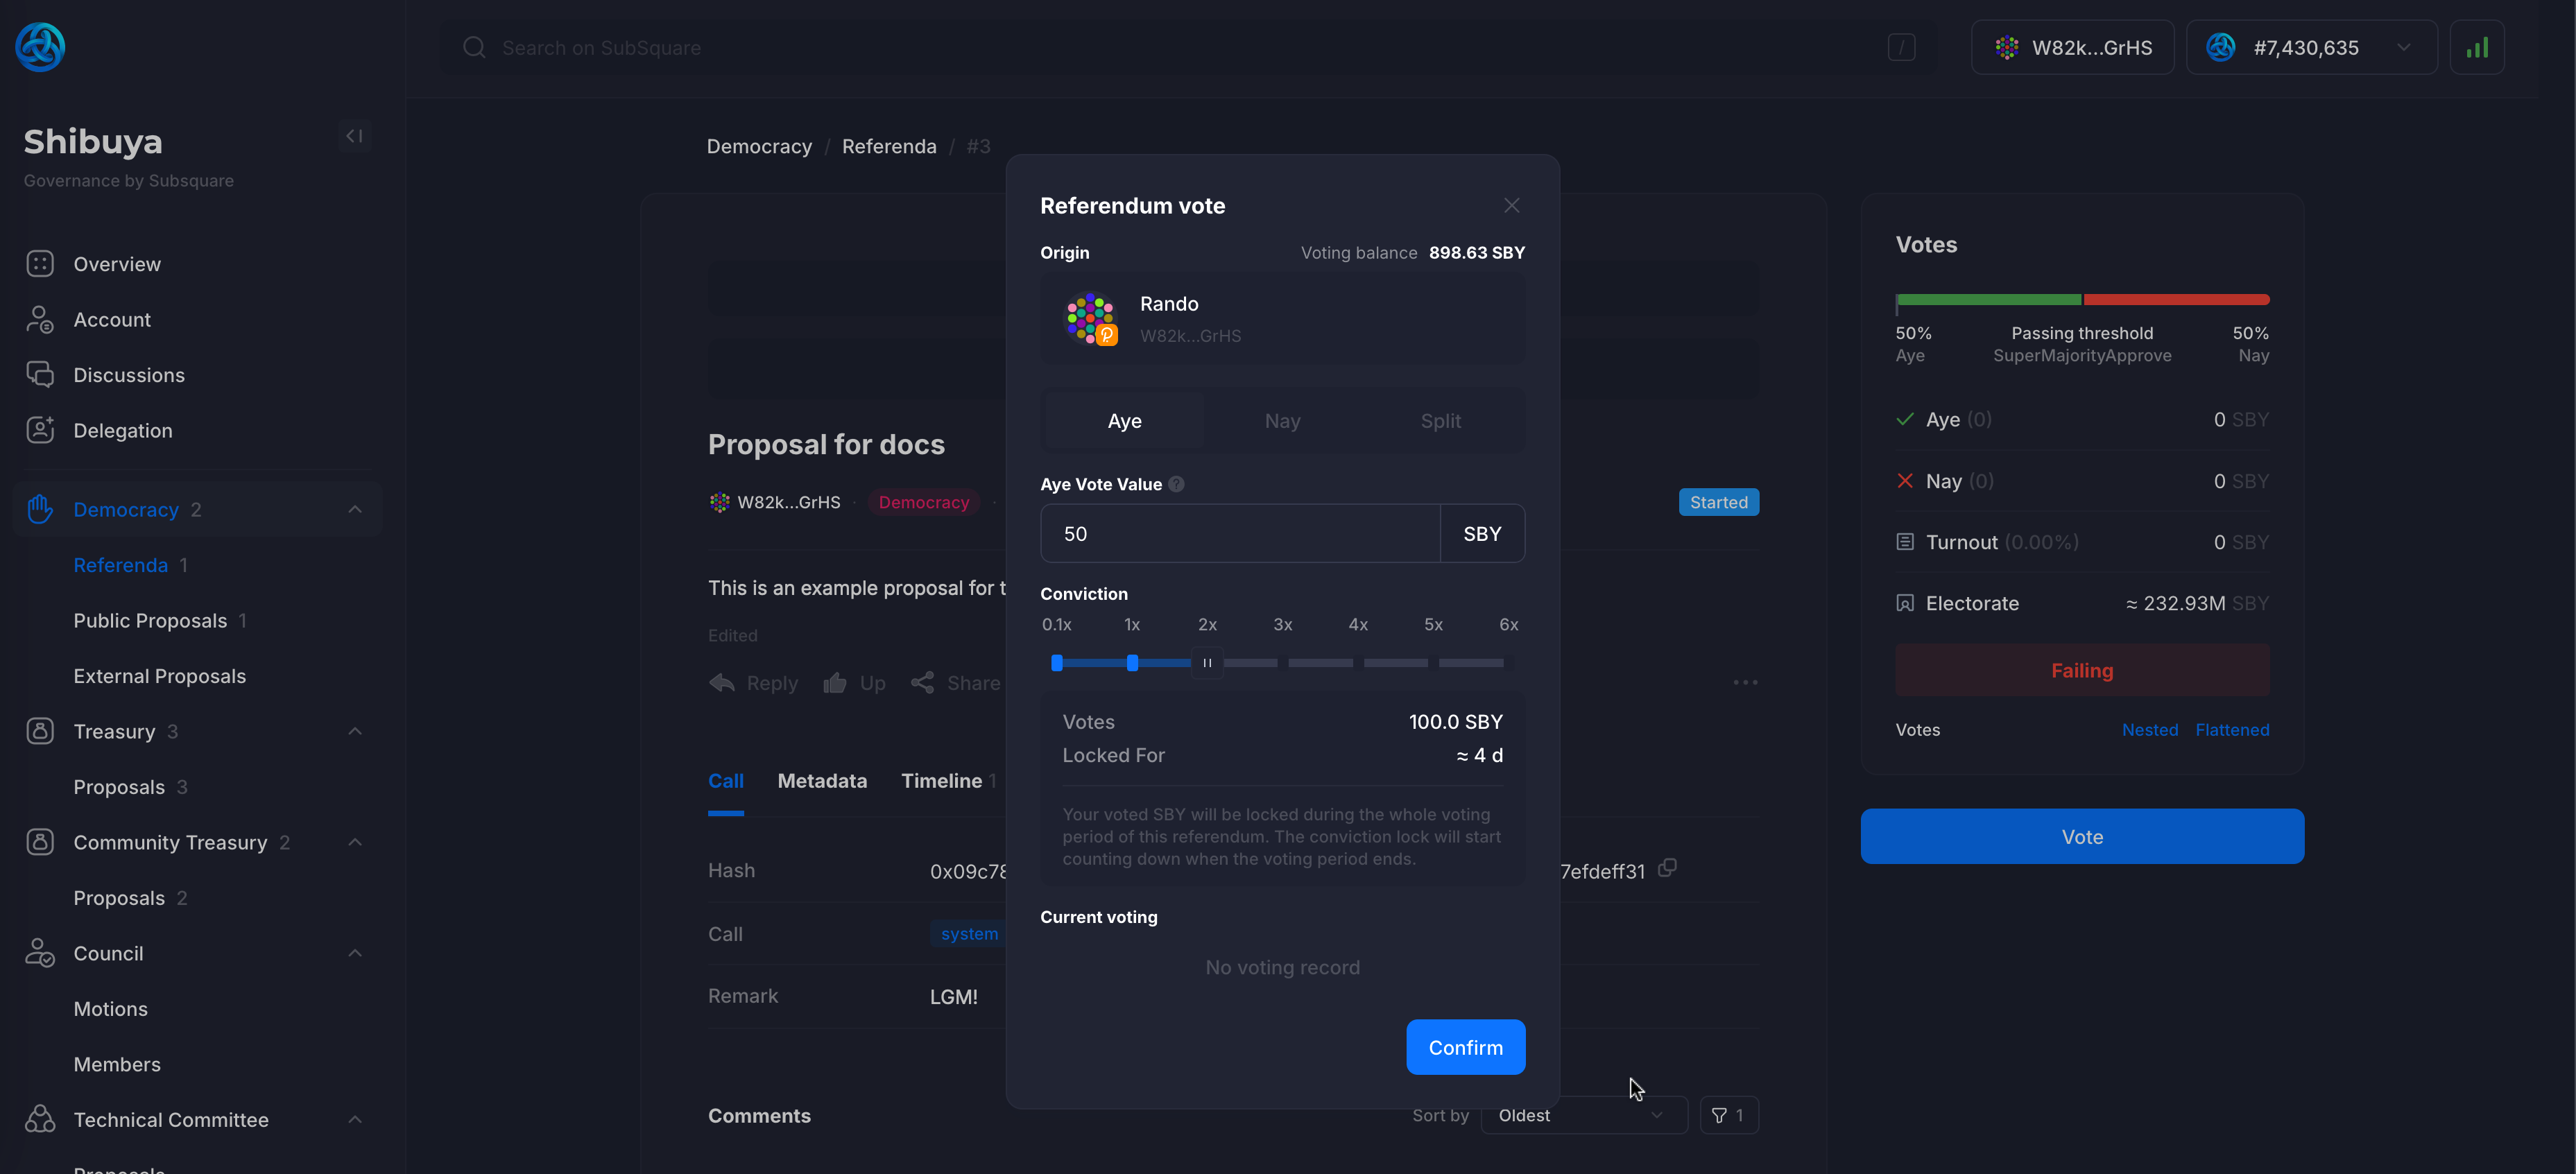 Search on SubSquare
/
W82k...GrHS
#7,430,635
Shibuya
Governance by Subsquare
Overview
Account
Discussions
Delegation
Democracy 2
Referenda 1
Public Proposals 1
External Proposals
Treasury 3
Proposals 3
Community Treasury 2
Proposals 2
Council
Motions
Members
Technical Committee
Proposals
Democracy / Referenda / #3
Proposal for docs
W82k...GrHS · Democracy ·
Started
This is an example proposal for t
Edited
Reply Up Share
Call Metadata Timeline 1
Hash 0x09c78 7efdeff31
Call system
Remark LGM!
Comments
Sort by Oldest 1
Referendum vote
Origin Voting balance 898.63 SBY
Rando
W82k...GrHS
Aye Nay Split
Aye Vote Value ?
50 SBY
Conviction
0.1x 1x 2x 3x 4x 5x 6x
Votes 100.0 SBY
Locked For ≈ 4 d
Your voted SBY will be locked during the whole voting
period of this referendum. The conviction lock will start
counting down when the voting period ends.
Current voting
No voting record
Confirm
Votes
50% Passing threshold 50%
Aye SuperMajorityApprove Nay
Aye (0) 0 SBY
Nay (0) 0 SBY
Turnout (0.00%) 0 SBY
Electorate ≈ 232.93M SBY
Failing
Votes Nested Flattened
Vote